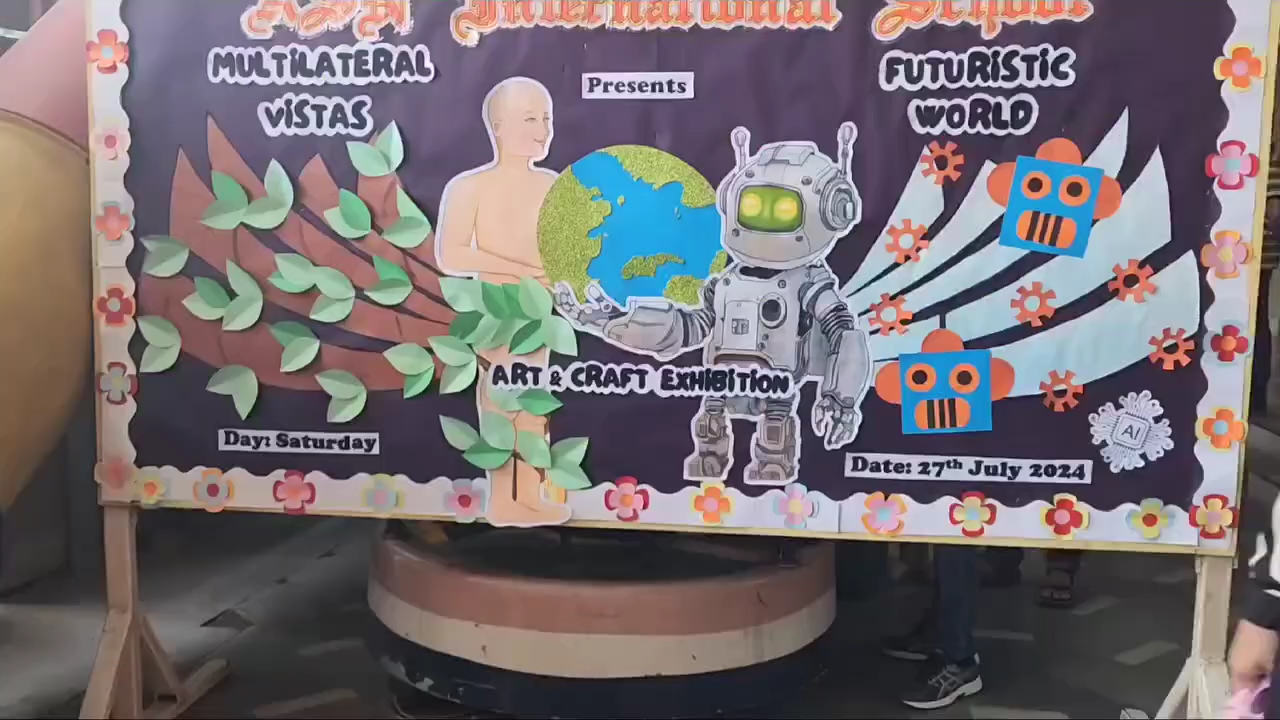 International School
MULTILATERAL
VISTAS
Presents
FUTURISTIC
WORLD
ART & CRAFT EXHIBITION
Day: Saturday
Date: 27th July 2024
AI